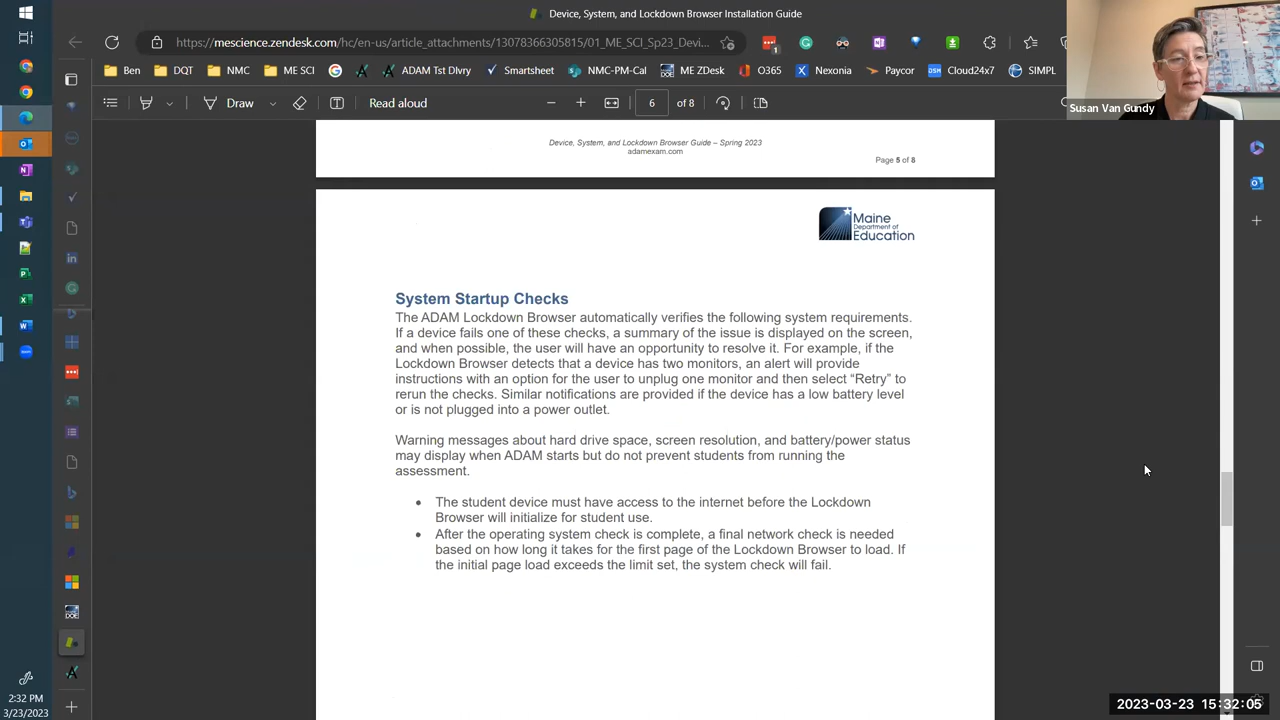 Device, System, and Lockdown Browser Installation Guide
https://mescience.zendesk.com/hc/en-us/article_attachments/13078366305815/01_ME_SCI_Sp23_Devi...
1
Ben
DQT
NMC
ME SCI
ADAM Tst Dlvry
Smartsheet
NMC-PM-Cal
ME ZDesk
O365
Nexonia
Paycor
Cloud24x7
SIMPL
Susan Van Gundy
Draw
Read aloud
6 of 8
Device, System, and Lockdown Browser Guide – Spring 2023
adamexam.com
Page 5 of 8
Maine
Department of
Education
System Startup Checks
The ADAM Lockdown Browser automatically verifies the following system requirements.
If a device fails one of these checks, a summary of the issue is displayed on the screen,
and when possible, the user will have an opportunity to resolve it. For example, if the
Lockdown Browser detects that a device has two monitors, an alert will provide
instructions with an option for the user to unplug one monitor and then select “Retry” to
rerun the checks. Similar notifications are provided if the device has a low battery level
or is not plugged into a power outlet.
Warning messages about hard drive space, screen resolution, and battery/power status
may display when ADAM starts but do not prevent students from running the
assessment.
• The student device must have access to the internet before the Lockdown
Browser will initialize for student use.
• After the operating system check is complete, a final network check is needed
based on how long it takes for the first page of the Lockdown Browser to load. If
the initial page load exceeds the limit set, the system check will fail.
2:32 PM
3/23/2023
2023-03-23 15:32:05